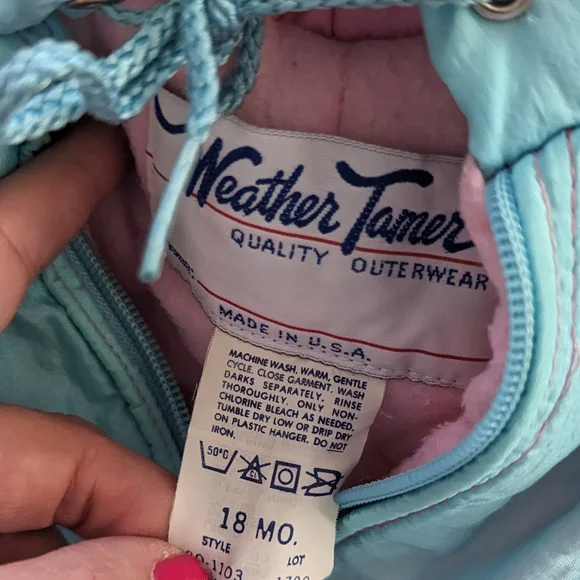 Weather Tamer
QUALITY OUTERWEAR
MADE IN U.S.A.
MACHINE WASH, WARM, GENTLE
CYCLE. CLOSE GARMENT. WASH
DARKS SEPARATELY. RINSE
THOROUGHLY. ONLY NON-
CHLORINE BLEACH AS NEEDED.
TUMBLE DRY LOW OR DRIP DRY
ON PLASTIC HANGER. DO NOT
IRON.
50°C
18 MO.
STYLE LOT